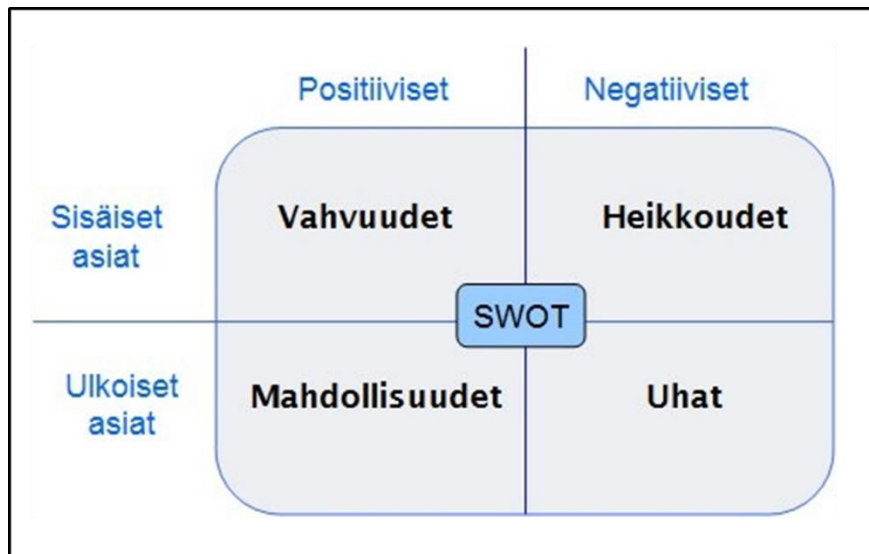 Positiiviset Negatiiviset
Sisäiset
asiat
Vahvuudet Heikkoudet
SWOT
Ulkoiset
asiat
Mahdollisuudet Uhat